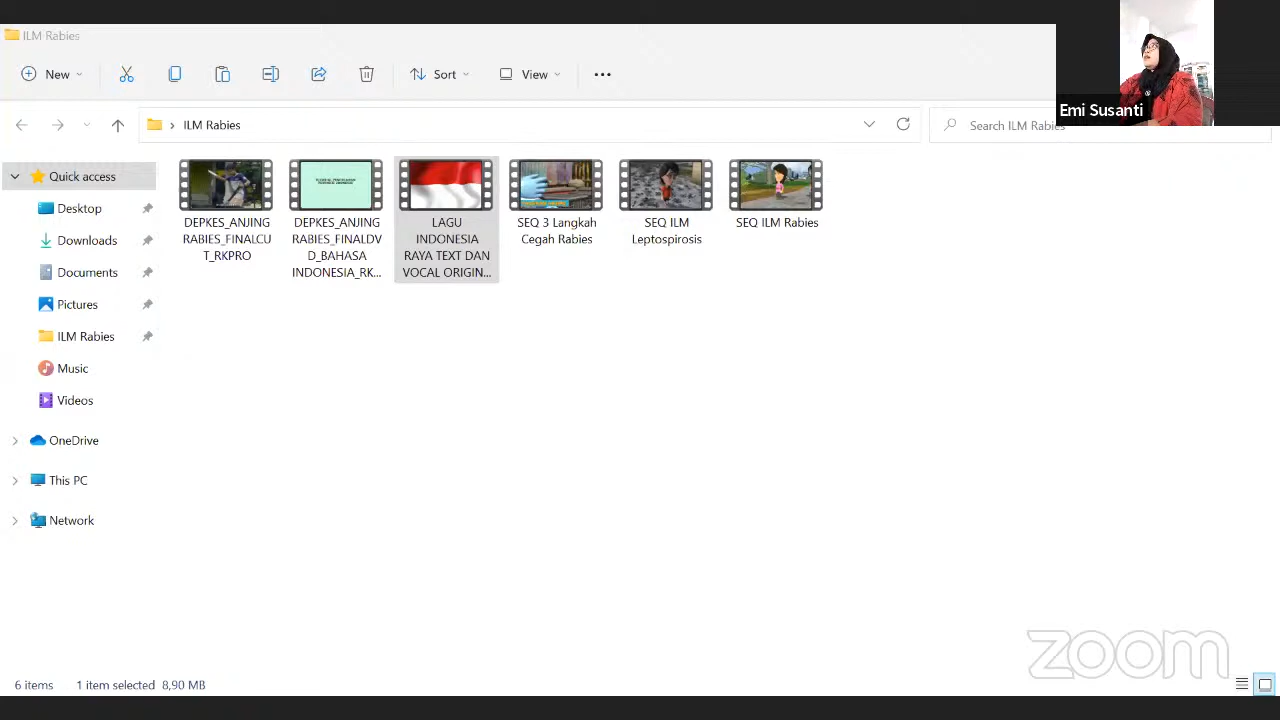 ILM Rabies
New
Sort
View
ILM Rabies
Search ILM Rabies
Emi Susanti
Quick access
Desktop
Downloads
Documents
Pictures
ILM Rabies
Music
Videos
OneDrive
This PC
Network
DEPKES_ANJING
RABIES_FINALCU
T_RKPRO
DEPKES_ANJING
RABIES_FINALDV
D_BAHASA
INDONESIA_RK...
LAGU
INDONESIA
RAYA TEXT DAN
VOCAL ORIGIN...
SEQ 3 Langkah
Cegah Rabies
SEQ ILM
Leptospirosis
SEQ ILM Rabies
6 items
1 item selected 8,90 MB
zoom